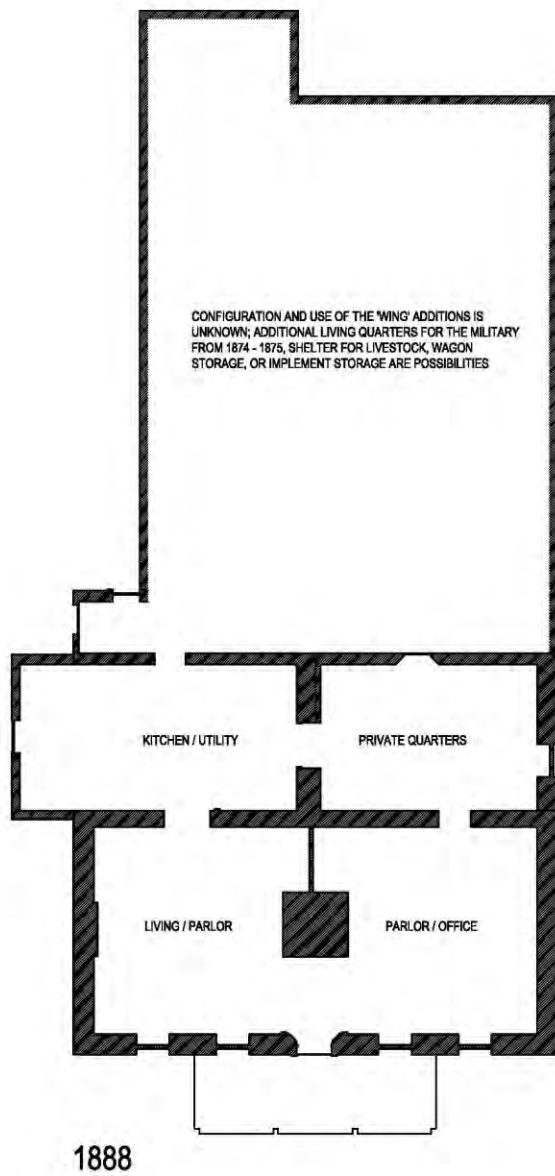 CONFIGURATION AND USE OF THE 'WING' ADDITIONS IS
UNKNOWN; ADDITIONAL LIVING QUARTERS FOR THE MILITARY
FROM 1874 - 1875, SHELTER FOR LIVESTOCK, WAGON
STORAGE, OR IMPLEMENT STORAGE ARE POSSIBILITIES
KITCHEN / UTILITY
PRIVATE QUARTERS
LIVING / PARLOR
PARLOR / OFFICE
1888